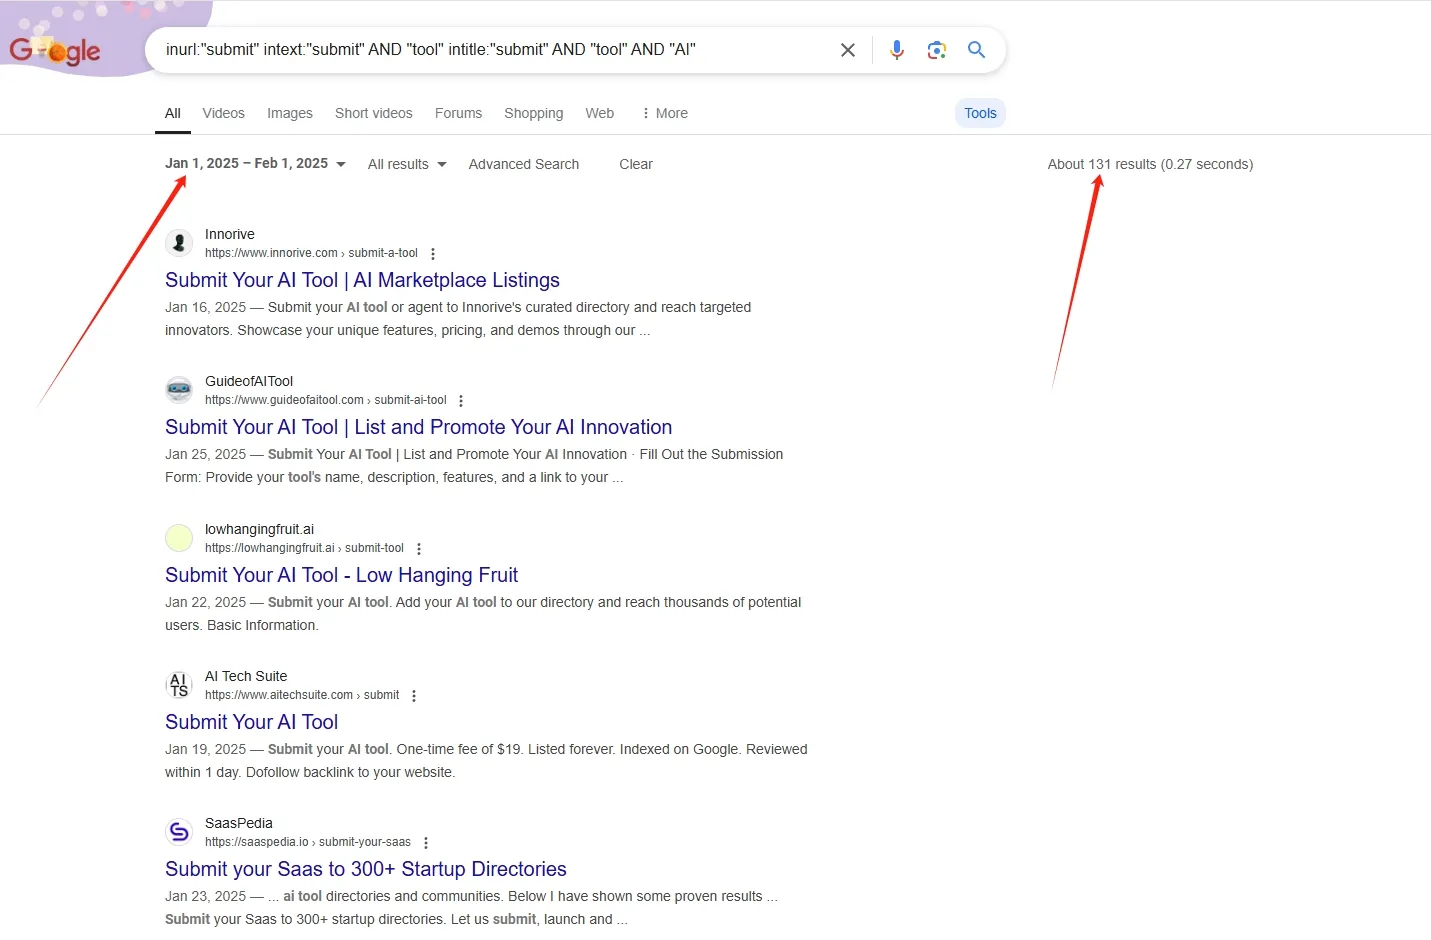 Google
inurl:"submit" intext:"submit" AND "tool" intitle:"submit" AND "tool" AND "AI"
All Videos Images Short videos Forums Shopping Web More Tools
Jan 1, 2025 – Feb 1, 2025 All results Advanced Search Clear About 131 results (0.27 seconds)
Innorive
https://www.innorive.com › submit-a-tool
Submit Your AI Tool | AI Marketplace Listings
Jan 16, 2025 — Submit your AI tool or agent to Innorive's curated directory and reach targeted
innovators. Showcase your unique features, pricing, and demos through our ...
GuideofAITool
https://www.guideofaitool.com › submit-ai-tool
Submit Your AI Tool | List and Promote Your AI Innovation
Jan 25, 2025 — Submit Your AI Tool | List and Promote Your AI Innovation · Fill Out the Submission
Form: Provide your tool's name, description, features, and a link to your ...
lowhangingfruit.ai
https://lowhangingfruit.ai › submit-tool
Submit Your AI Tool - Low Hanging Fruit
Jan 22, 2025 — Submit your AI tool. Add your AI tool to our directory and reach thousands of potential
users. Basic Information.
AI TS
AI Tech Suite
https://www.aitechsuite.com › submit
Submit Your AI Tool
Jan 19, 2025 — Submit your AI tool. One-time fee of $19. Listed forever. Indexed on Google. Reviewed
within 1 day. Dofollow backlink to your website.
SaasPedia
https://saaspedia.io › submit-your-saas
Submit your Saas to 300+ Startup Directories
Jan 23, 2025 — ... ai tool directories and communities. Below I have shown some proven results ...
Submit your Saas to 300+ startup directories. Let us submit, launch and ...